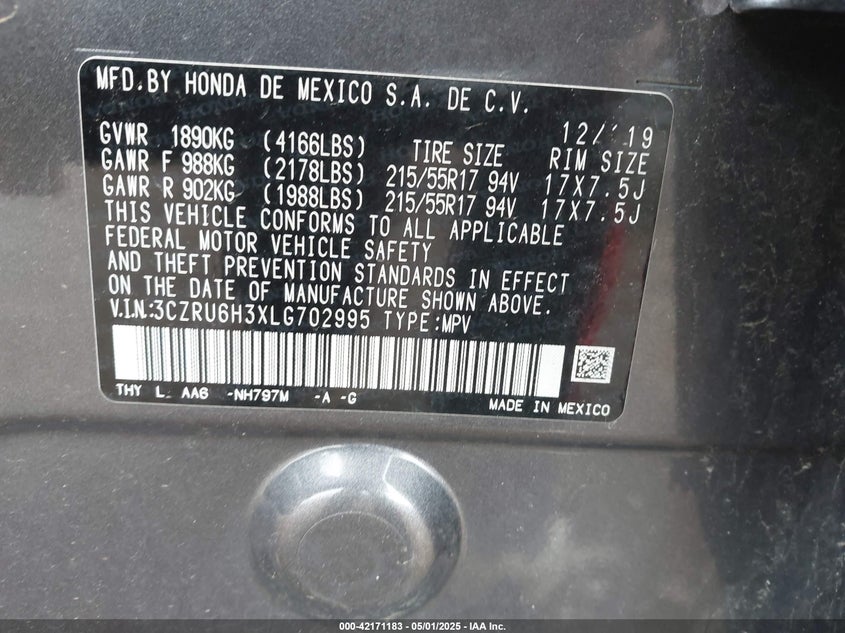 MFD.BY HONDA DE MEXICO S.A. DE C.V.
12/'19
GVWR 1890KG (4166LBS) TIRE SIZE RIM SIZE
GAWR F 988KG (2178LBS) 215/55R17 94V 17X7.5J
GAWR R 902KG (1988LBS) 215/55R17 94V 17X7.5J
THIS VEHICLE CONFORMS TO ALL APPLICABLE
FEDERAL MOTOR VEHICLE SAFETY
AND THEFT PREVENTION STANDARDS IN EFFECT
ON THE DATE OF MANUFACTURE SHOWN ABOVE.
V.I.N.:3CZRU6H3XLG702995 TYPE:MPV
THY L AA6 -NH797M -A -G
MADE IN MEXICO
000-42171183 - 05/01/2025 - IAA Inc.